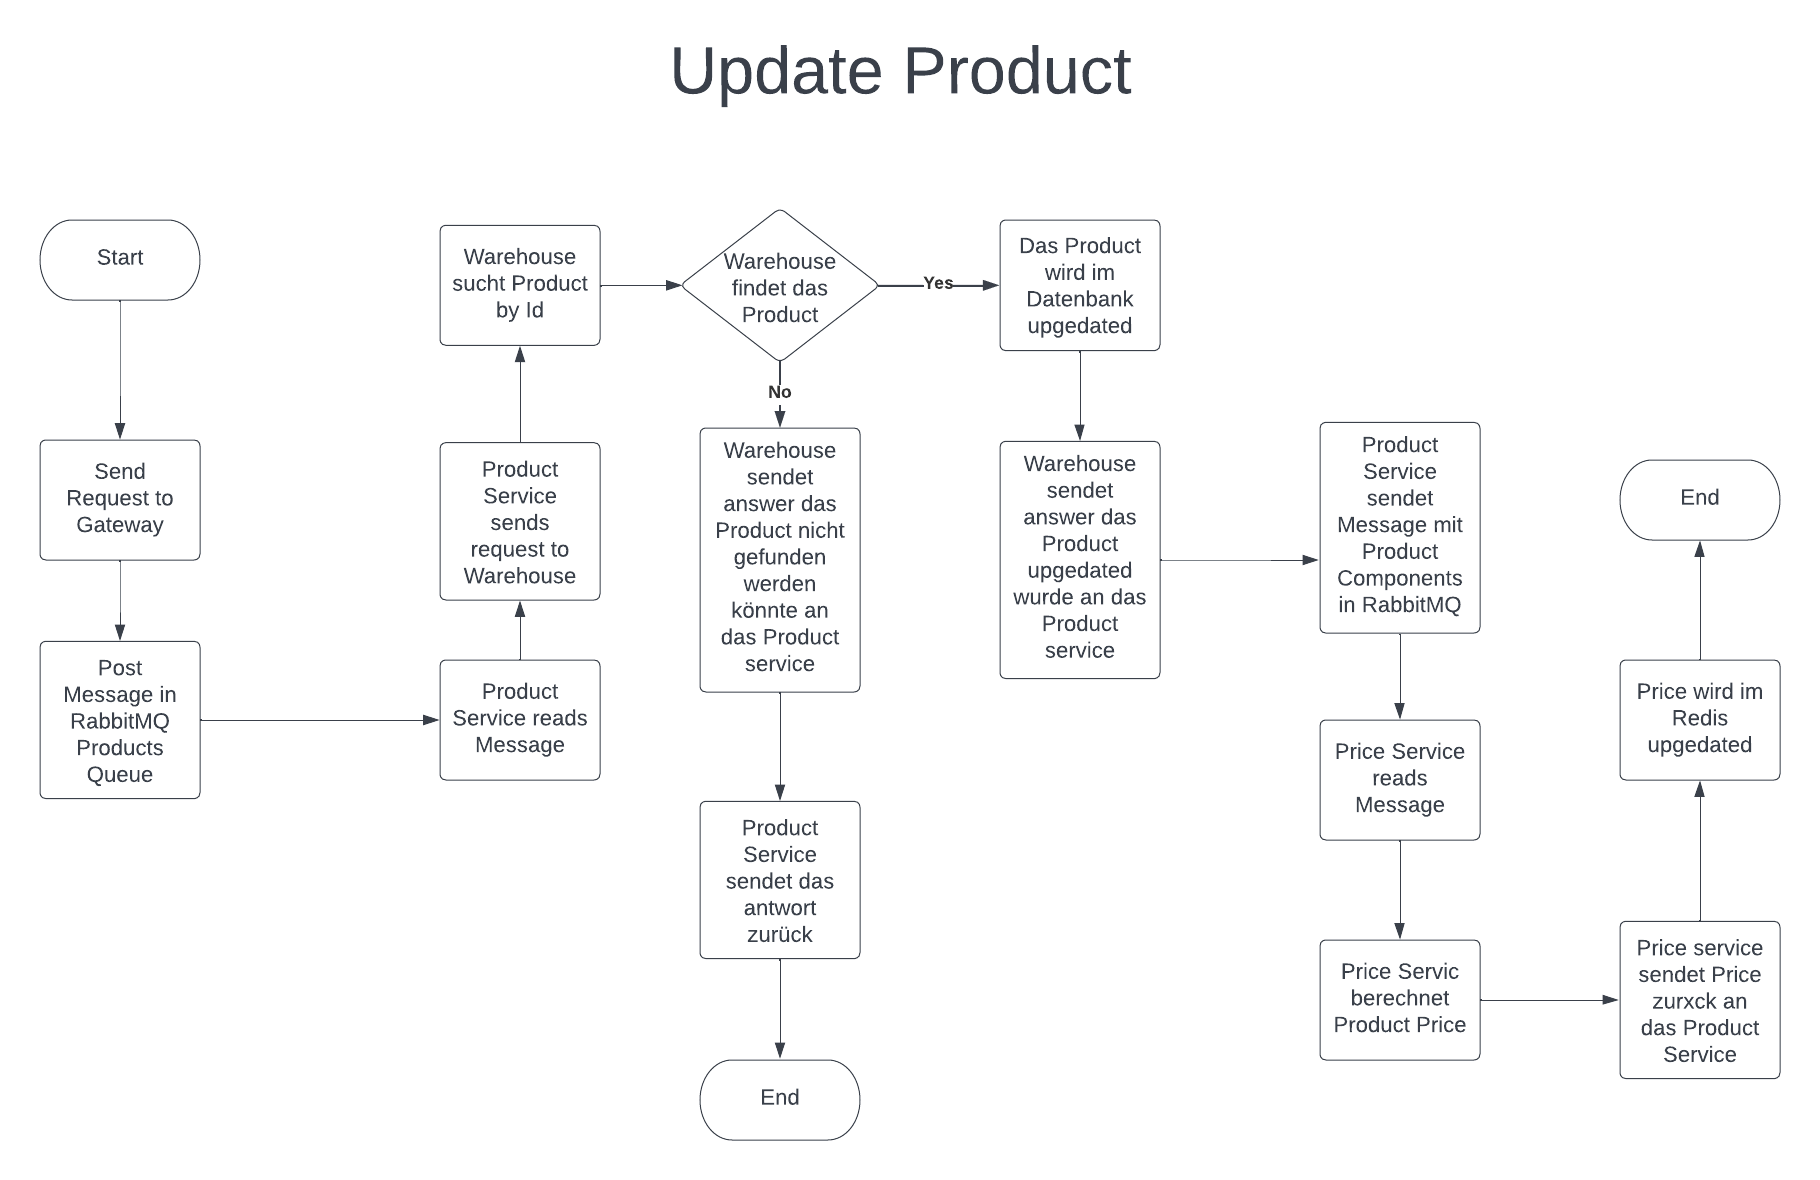 Update Product
Start
Send
Request to
Gateway
Post
Message in
RabbitMQ
Products
Queue
Product
Service reads
Message
Product
Service
sends
request to
Warehouse
Warehouse
sucht Product
by Id
Warehouse
findet das
Product
No
Warehouse
sendet
answer das
Product nicht
gefunden
werden
könnte an
das Product
service
Product
Service
sendet das
antwort
zurück
End
Yes
Das Product
wird im
Datenbank
upgedated
Warehouse
sendet
answer das
Product
upgedated
wurde an das
Product
service
Product
Service
sendet
Message mit
Product
Components
in RabbitMQ
Price Service
reads
Message
Price Servic
berechnet
Product Price
Price service
sendet Price
zurxck an
das Product
Service
Price wird im
Redis
upgedated
End